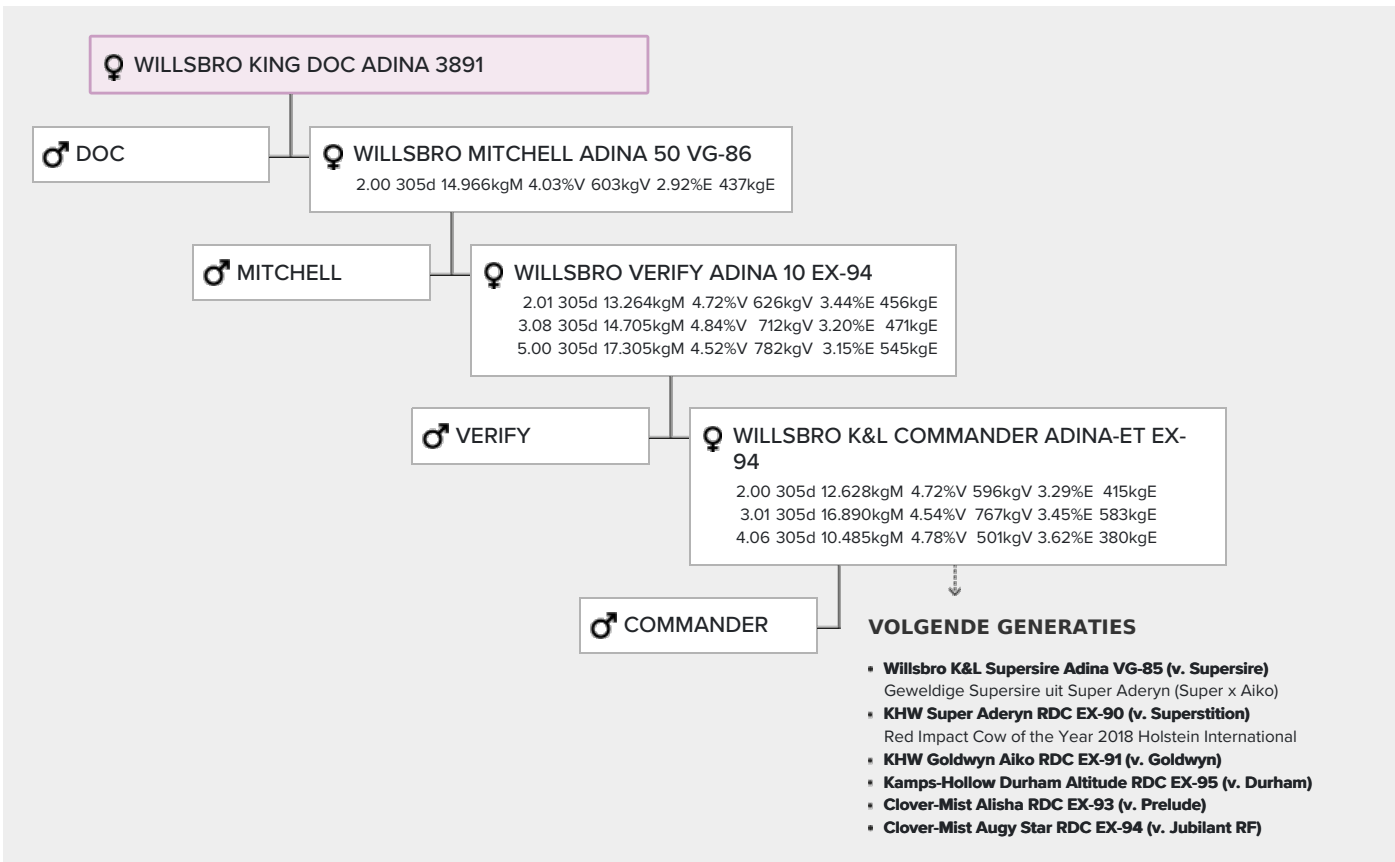 WILLSBRO KING DOC ADINA 3891
DOC
WILLSBRO MITCHELL ADINA 50 VG-86
2.00 305d 14.966kgM 4.03%V 603kgV 2.92%E 437kgE
MITCHELL
WILLSBRO VERIFY ADINA 10 EX-94
2.01 305d 13.264kgM 4.72%V 626kgV 3.44%E 456kgE
3.08 305d 14.705kgM 4.84%V 712kgV 3.20%E 471kgE
5.00 305d 17.305kgM 4.52%V 782kgV 3.15%E 545kgE
VERIFY
WILLSBRO K&L COMMANDER ADINA-ET EX-
94
2.00 305d 12.628kgM 4.72%V 596kgV 3.29%E 415kgE
3.01 305d 16.890kgM 4.54%V 767kgV 3.45%E 583kgE
4.06 305d 10.485kgM 4.78%V 501kgV 3.62%E 380kgE
COMMANDER
VOLGENDE GENERATIES
Willsbro K&L Supersire Adina VG-85 (v. Supersire)
Geweldige Supersire uit Super Aderyn (Super x Aiko)
KHW Super Aderyn RDC EX-90 (v. Superstition)
Red Impact Cow of the Year 2018 Holstein International
KHW Goldwyn Aiko RDC EX-91 (v. Goldwyn)
Kamps-Hollow Durham Altitude RDC EX-95 (v. Durham)
Clover-Mist Alisha RDC EX-93 (v. Prelude)
Clover-Mist Augy Star RDC EX-94 (v. Jubilant RF)